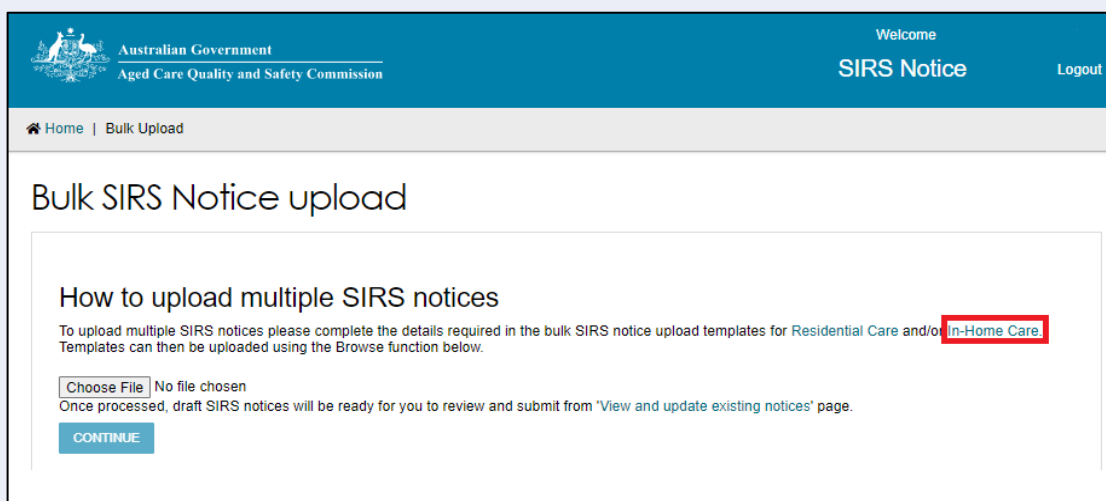 Australian Government
Aged Care Quality and Safety Commission
Welcome
SIRS Notice
Logout
Home | Bulk Upload
Bulk SIRS Notice upload
How to upload multiple SIRS notices
To upload multiple SIRS notices please complete the details required in the bulk SIRS notice upload templates for Residential Care and/or In-Home Care.
Templates can then be uploaded using the Browse function below.
Choose File No file chosen
Once processed, draft SIRS notices will be ready for you to review and submit from 'View and update existing notices' page.
CONTINUE